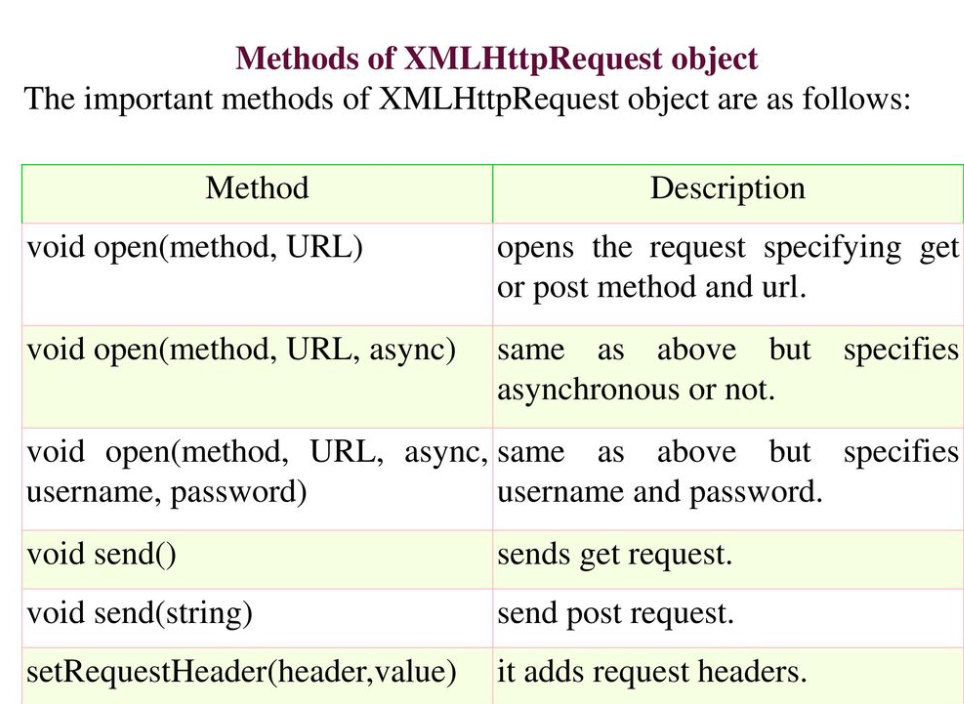 Methods of XMLHttpRequest object
The important methods of XMLHttpRequest object are as follows:
Method Description
void open(method, URL) opens the request specifying get
or post method and url.
void open(method, URL, async) same as above but specifies
asynchronous or not.
void open(method, URL, async, same as above but specifies
username, password) username and password.
void send() sends get request.
void send(string) send post request.
setRequestHeader(header,value) it adds request headers.